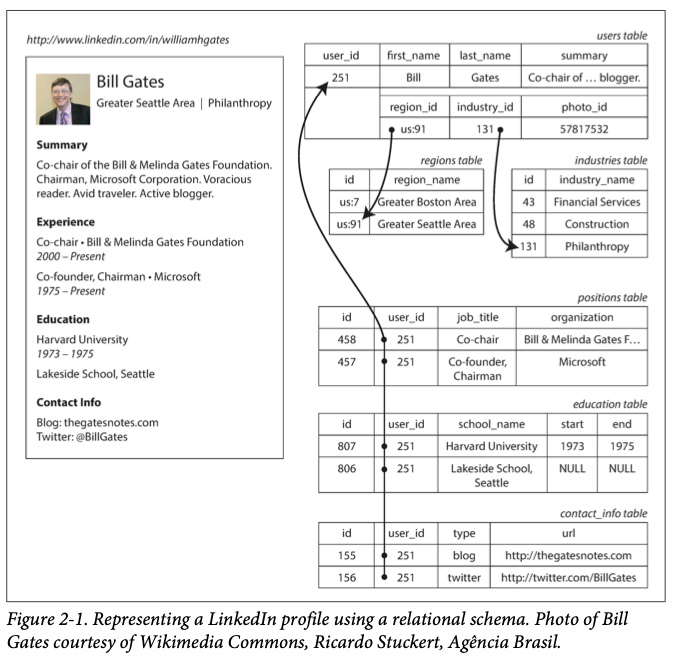 http://www.linkedin.com/in/williamhgates
Bill Gates
Greater Seattle Area | Philanthropy
Summary
Co-chair of the Bill & Melinda Gates Foundation.
Chairman, Microsoft Corporation. Voracious
reader. Avid traveler. Active blogger.
Experience
Co-chair • Bill & Melinda Gates Foundation
2000 – Present
Co-founder, Chairman • Microsoft
1975 – Present
Education
Harvard University
1973 – 1975
Lakeside School, Seattle
Contact Info
Blog: thegatesnotes.com
Twitter: @BillGates
users table
user_id first_name last_name summary
251 Bill Gates Co-chair of … blogger.
region_id industry_id photo_id
us:91 131 57817532
regions table
id region_name
us:7 Greater Boston Area
us:91 Greater Seattle Area
industries table
id industry_name
43 Financial Services
48 Construction
131 Philanthropy
positions table
id user_id job_title organization
458 251 Co-chair Bill & Melinda Gates F…
457 251 Co-founder, Microsoft
Chairman
education table
id user_id school_name start end
807 251 Harvard University 1973 1975
806 251 Lakeside School, NULL NULL
Seattle
contact_info table
id user_id type url
155 251 blog http://thegatesnotes.com
156 251 twitter http://twitter.com/BillGates
Figure 2-1. Representing a LinkedIn profile using a relational schema. Photo of Bill
Gates courtesy of Wikimedia Commons, Ricardo Stuckert, Agência Brasil.